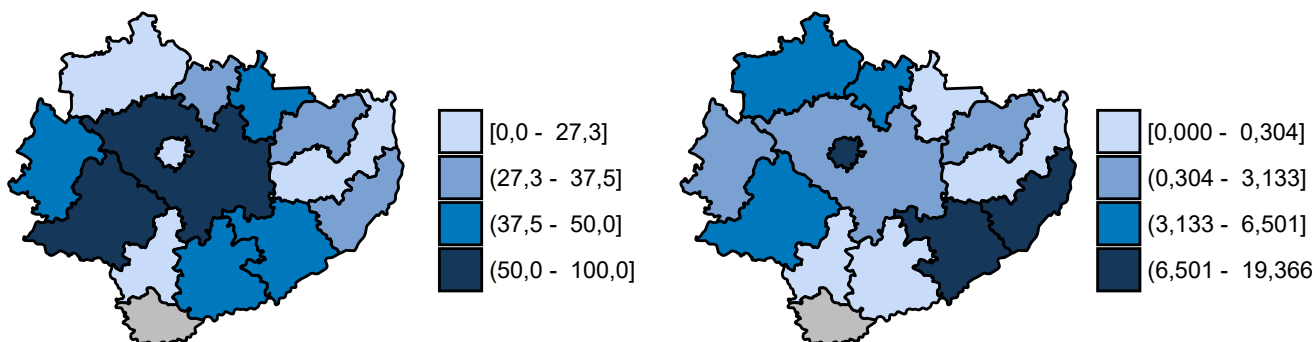 [0,0 - 27,3]
(27,3 - 37,5]
(37,5 - 50,0]
(50,0 - 100,0]
[0,000 - 0,304]
(0,304 - 3,133]
(3,133 - 6,501]
(6,501 - 19,366